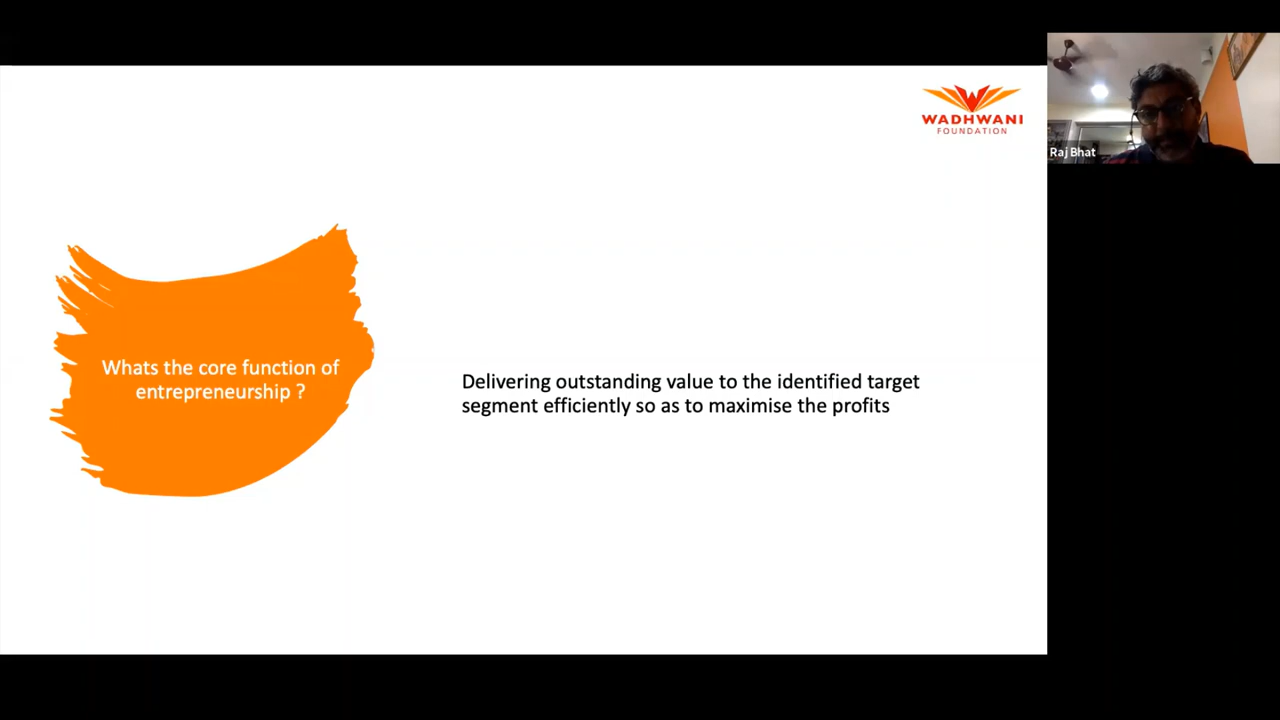 WADHWANI
FOUNDATION
Raj Bhat
Whats the core function of
entrepreneurship ?
Delivering outstanding value to the identified target
segment efficiently so as to maximise the profits